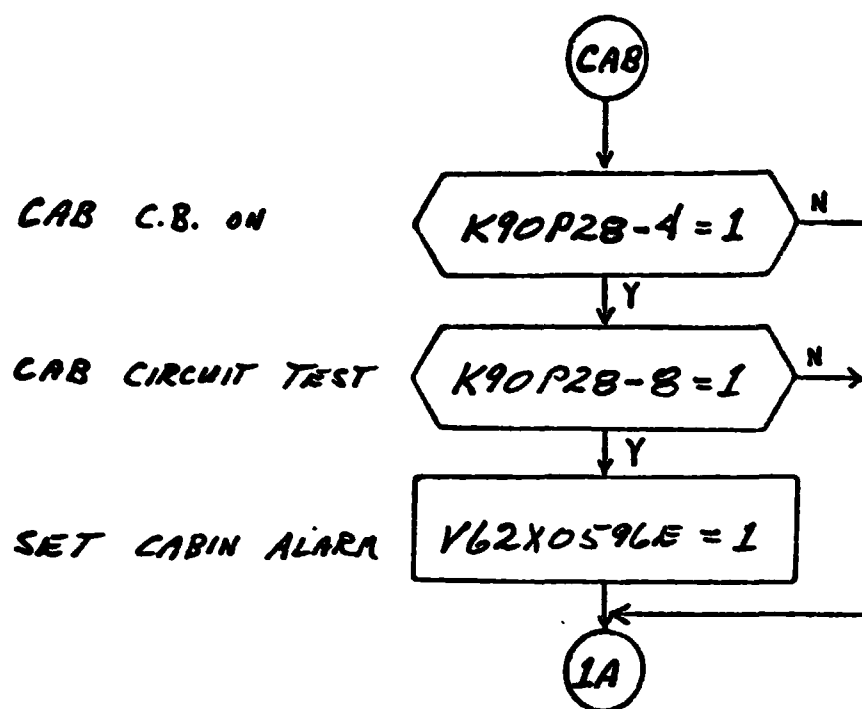 CAB
CAB C.B. ON
K90P28-4 = 1
N
Y
CAB CIRCUIT TEST
K90P28-8 = 1
N
Y
SET CABIN ALARM
V62X0596E = 1
1A